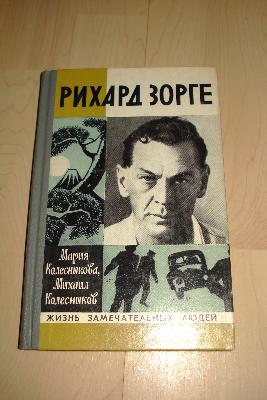 РИХАРД ЗОРГЕ
Мария
Колесникова,
Михаил
Колесников
ЖИЗНЬ ЗАМЕЧАТЕЛЬНЫХ ЛЮДЕЙ